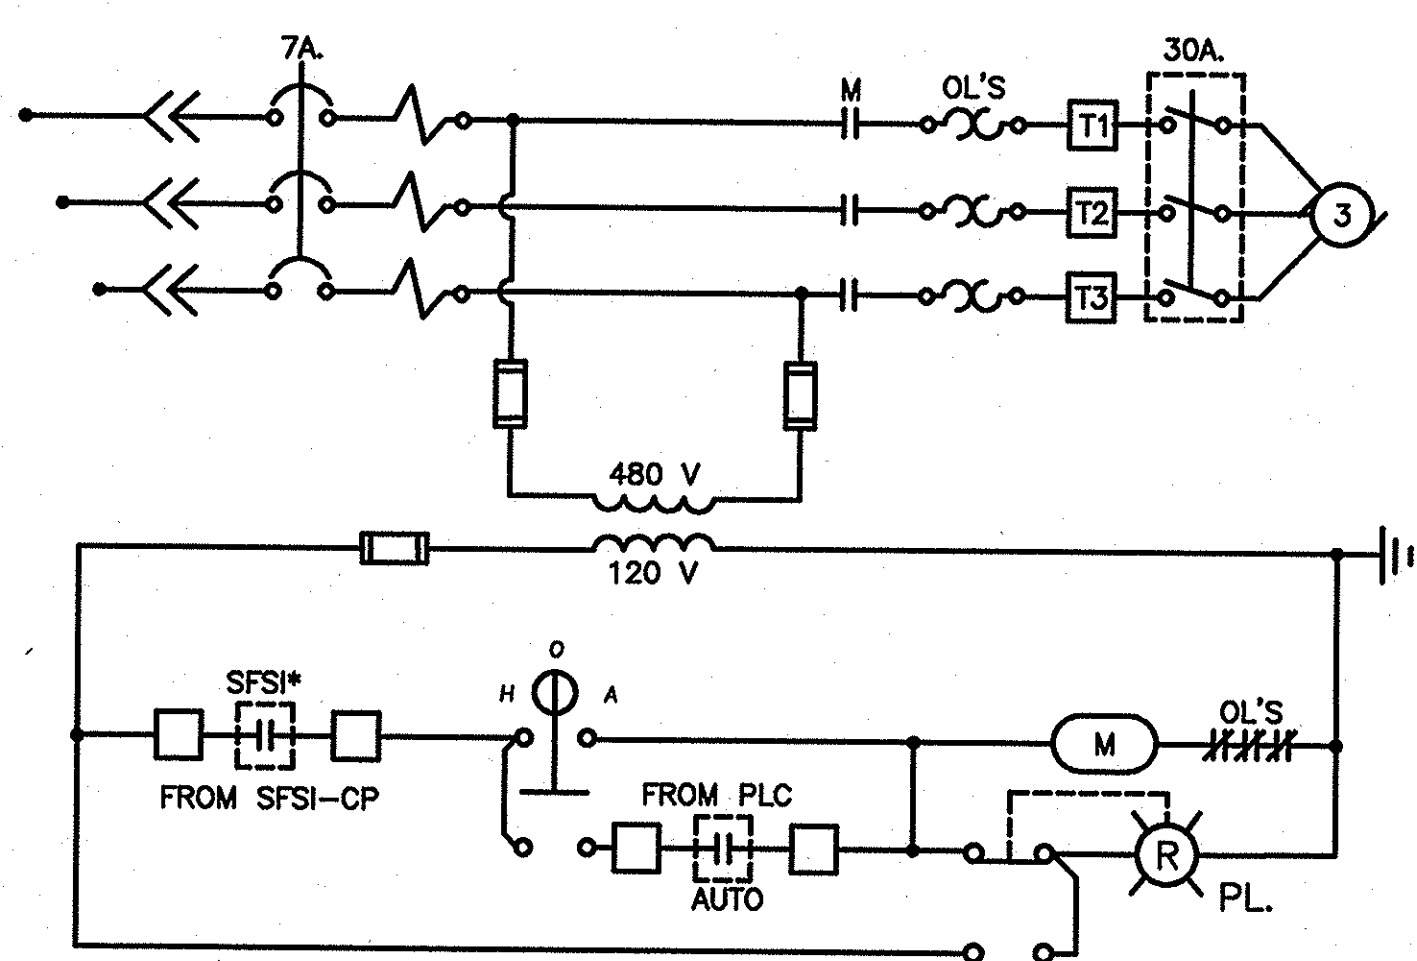 7A.
30A.
M
OL'S
T1
T2
3
T3
480 V
120 V
O
SFSI*
H
A
OL'S
M
FROM SFSI-CP
FROM PLC
R
AUTO
PL.